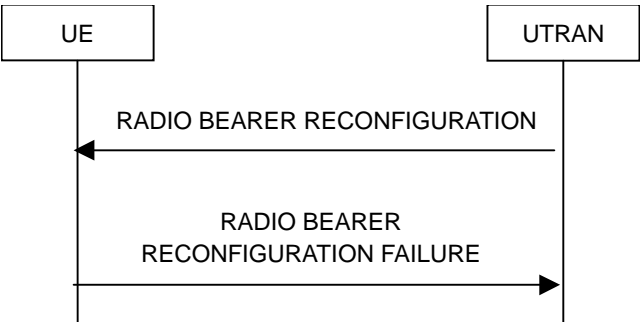 UE
UTRAN
RADIO BEARER RECONFIGURATION
RADIO BEARER
RECONFIGURATION FAILURE